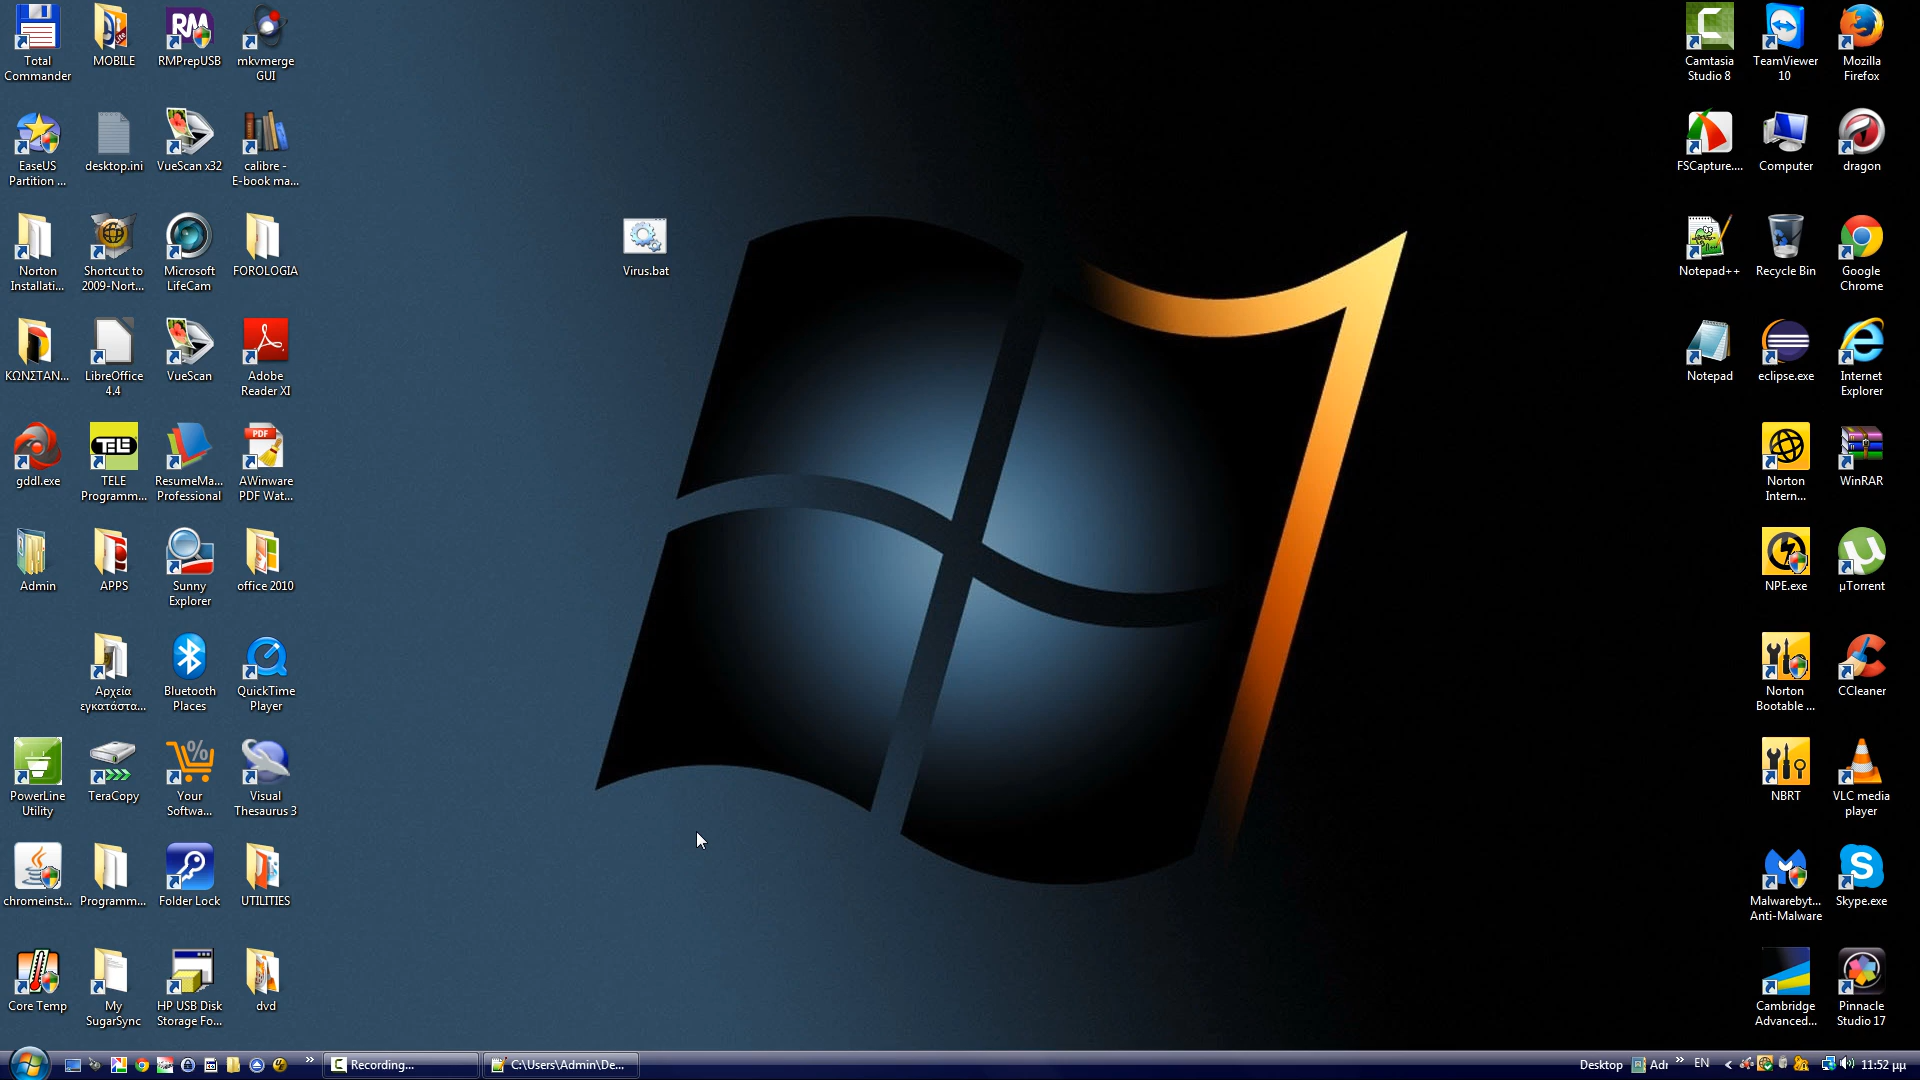 Total
Commander
MOBILE
RMPrepUSB
mkvmerge
GUI
EaseUS
Partition ...
desktop.ini
VueScan x32
calibre -
E-book ma...
Norton
Installati...
Shortcut to
2009-Nort...
Microsoft
LifeCam
FOROLOGIA
ΚΩΝΣΤΑΝ...
LibreOffice
4.4
VueScan
Adobe
Reader XI
gddl.exe
TELE
Programm...
ResumeMa...
Professional
AWinware
PDF Wat...
Admin
APPS
Sunny
Explorer
office 2010
Αρχεία
εγκατάστα...
Bluetooth
Places
QuickTime
Player
PowerLine
Utility
TeraCopy
Your
Softwa...
Visual
Thesaurus 3
chromeinst...
Programm...
Folder Lock
UTILITIES
Core Temp
My
SugarSync
HP USB Disk
Storage Fo...
dvd
Virus.bat
Camtasia
Studio 8
TeamViewer
10
Mozilla
Firefox
FSCapture....
Computer
dragon
Notepad++
Recycle Bin
Google
Chrome
Notepad
eclipse.exe
Internet
Explorer
Norton
Intern...
WinRAR
NPE.exe
µTorrent
Norton
Bootable ...
CCleaner
NBRT
VLC media
player
Malwarebyt...
Anti-Malware
Skype.exe
Cambridge
Advanced...
Pinnacle
Studio 17
Recording...
C:\Users\Admin\De...
Desktop
EN
11:52 μμ